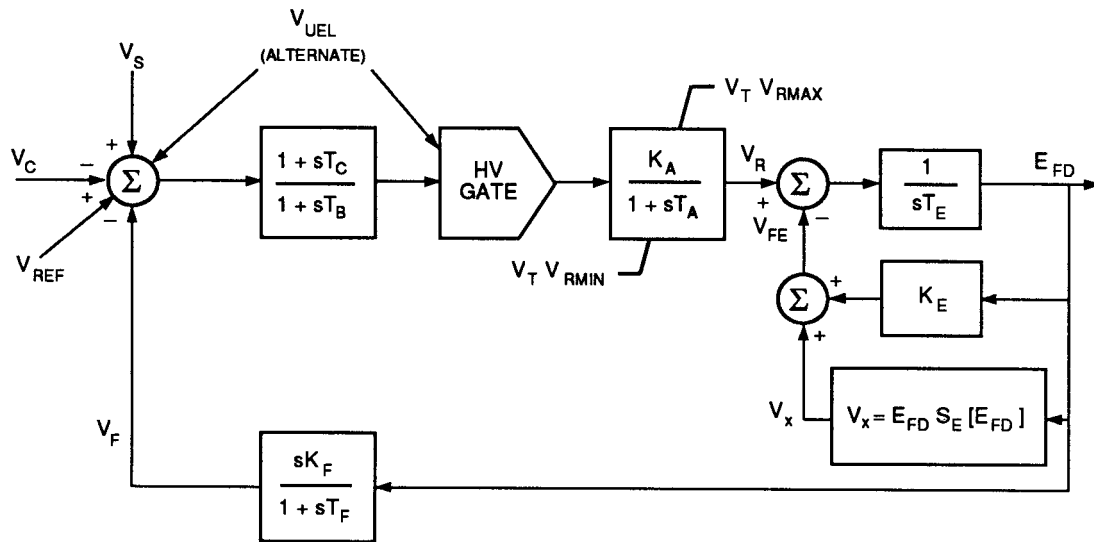 V_UEL
(ALTERNATE)
V_S
+
V_C
−
+
−
Σ
V_REF
1 + sT_C
1 + sT_B
HV
GATE
V_T V_RMAX
K_A
1 + sT_A
V_T V_RMIN
V_R
+
Σ
−
V_FE
1
sT_E
E_FD
Σ
+
+
K_E
V_x
V_x = E_FD S_E [E_FD]
V_F
sK_F
1 + sT_F